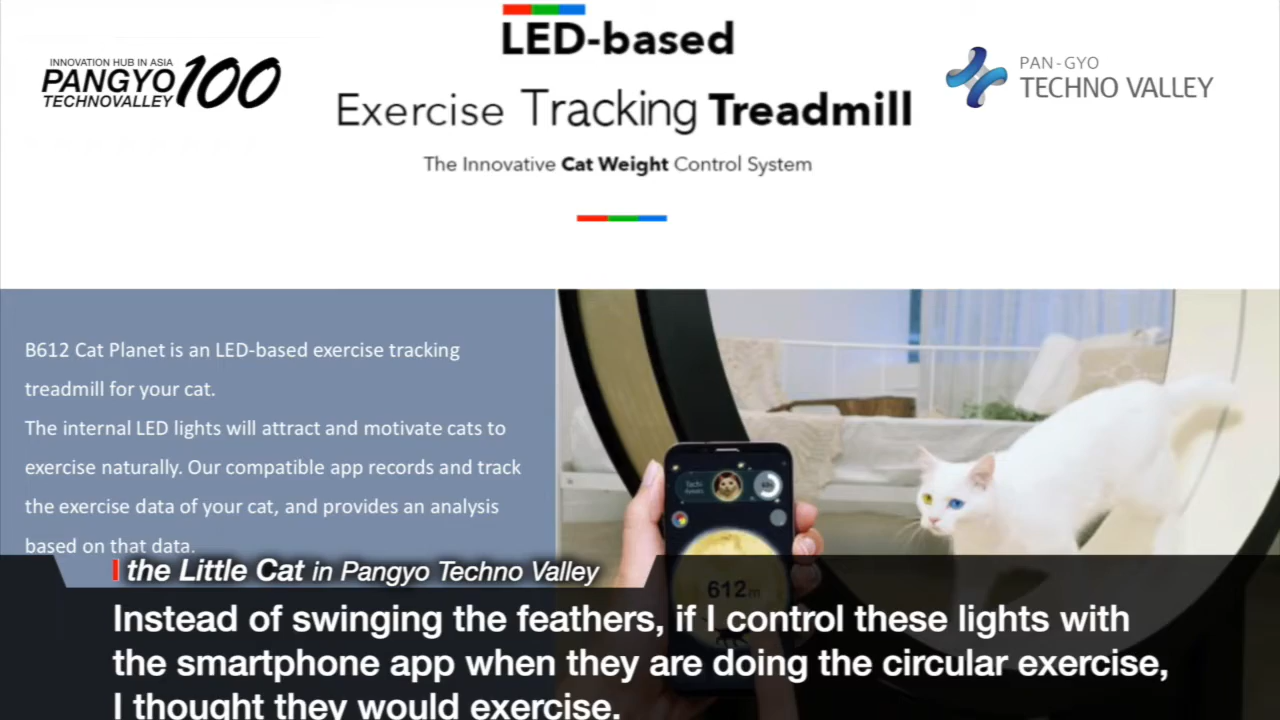 LED-based
INNOVATION HUB IN ASIA
PANGYO 100
TECHNOVALLEY
PAN-GYO
TECHNO VALLEY
Exercise Tracking Treadmill
The Innovative Cat Weight Control System
B612 Cat Planet is an LED-based exercise tracking
treadmill for your cat.
The internal LED lights will attract and motivate cats to
exercise naturally. Our compatible app records and track
the exercise data of your cat, and provides an analysis
based on that data.
612m
the Little Cat in Pangyo Techno Valley
Instead of swinging the feathers, if I control these lights with
the smartphone app when they are doing the circular exercise,
I thought they would exercise.